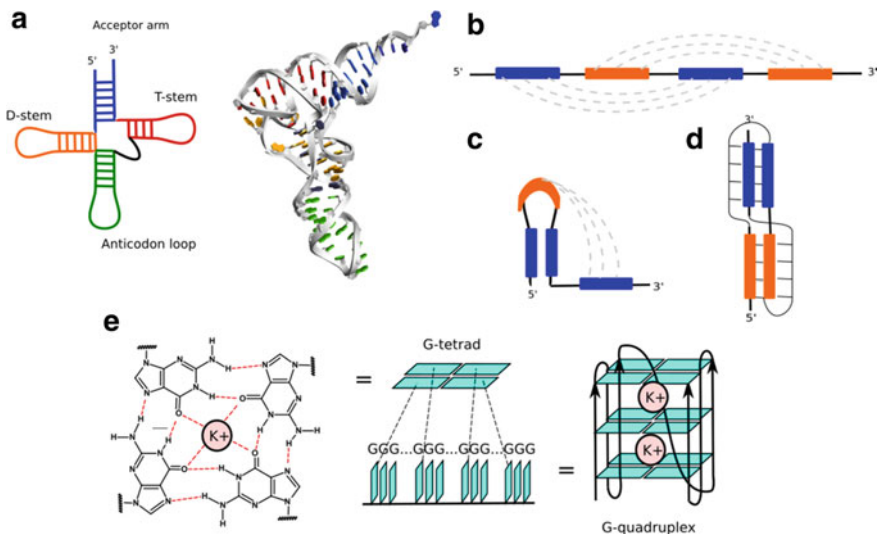 a
Acceptor arm
5' 3'
D-stem
T-stem
Anticodon loop
b
5' 3'
c
5' 3'
d
3'
5'
e
N N N H H
N N H O
N N N H
N H H O
K+
H N H O N N N
N N H O
N N N H H
=
G-tetrad
GGG...GGG...GGG...GGG
=
K+
K+
G-quadruplex